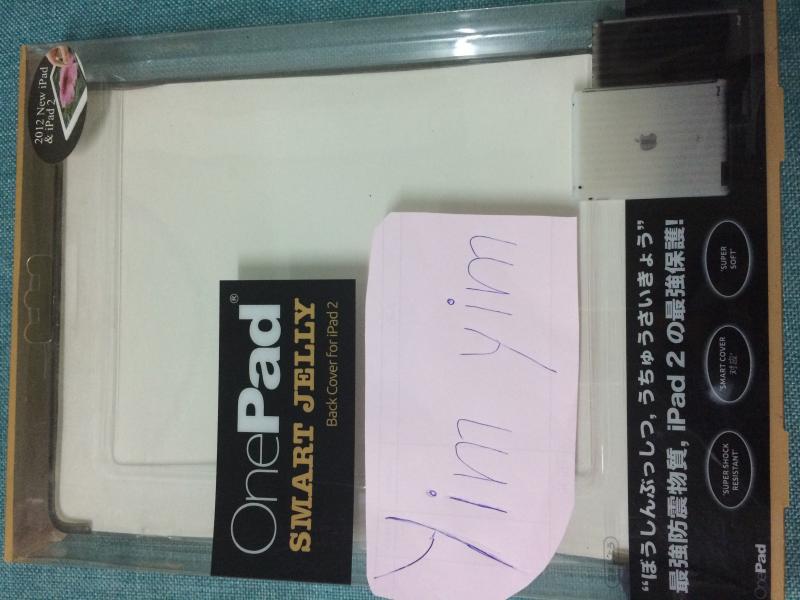 2012 New iPad
& iPad 2
OnePad®
SMART JELLY
Back Cover for iPad 2
yim yim
"ぼうしんぶっしつ, うちゅうさいきょう"
最強防震物質, iPad 2 の最強保護!
'SUPER SHOCK
RESISTANT'
'SMART COVER
对应'
'SUPER
SOFT'
OnePad